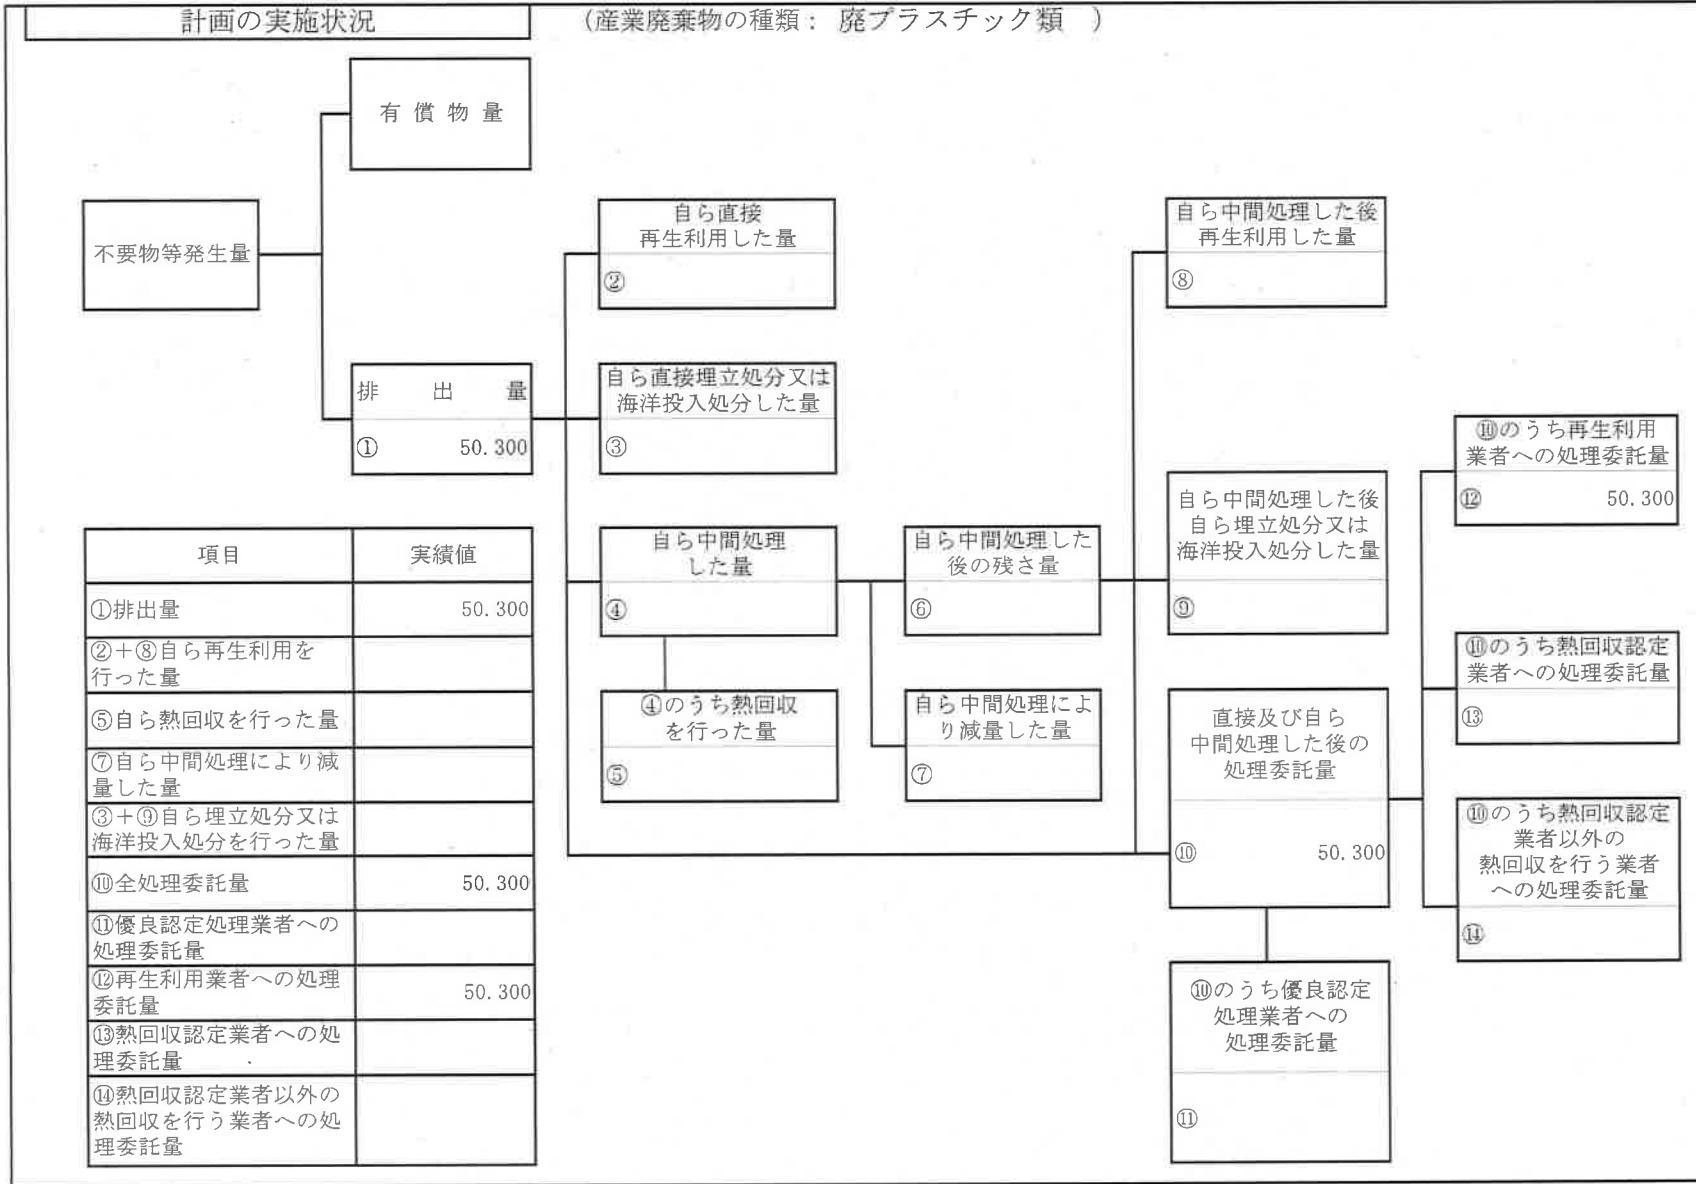 計画の実施状況 (産業廃棄物の種類: 廃プラスチック類 )
有償物量
不要物等発生量
排出量
① 50.300
自ら直接
再生利用した量
②
自ら直接埋立処分又は
海洋投入処分した量
③
自ら中間処理
した量
④
④のうち熱回収
を行った量
⑤
自ら中間処理した
後の残さ量
⑥
自ら中間処理によ
り減量した量
⑦
自ら中間処理した後
再生利用した量
⑧
自ら中間処理した後
自ら埋立処分又は
海洋投入処分した量
⑨
直接及び自ら
中間処理した後の
処理委託量
⑩ 50.300
⑩のうち優良認定
処理業者への
処理委託量
⑪
⑩のうち再生利用
業者への処理委託量
⑫ 50.300
⑩のうち熱回収認定
業者への処理委託量
⑬
⑩のうち熱回収認定
業者以外の
熱回収を行う業者
への処理委託量
⑭
項目 実績値
①排出量 50.300
②+⑧自ら再生利用を
行った量
⑤自ら熱回収を行った量
⑦自ら中間処理により減
量した量
③+⑨自ら埋立処分又は
海洋投入処分を行った量
⑩全処理委託量 50.300
⑪優良認定処理業者への
処理委託量
⑫再生利用業者への処理
委託量 50.300
⑬熱回収認定業者への処
理委託量
⑭熱回収認定業者以外の
熱回収を行う業者への処
理委託量